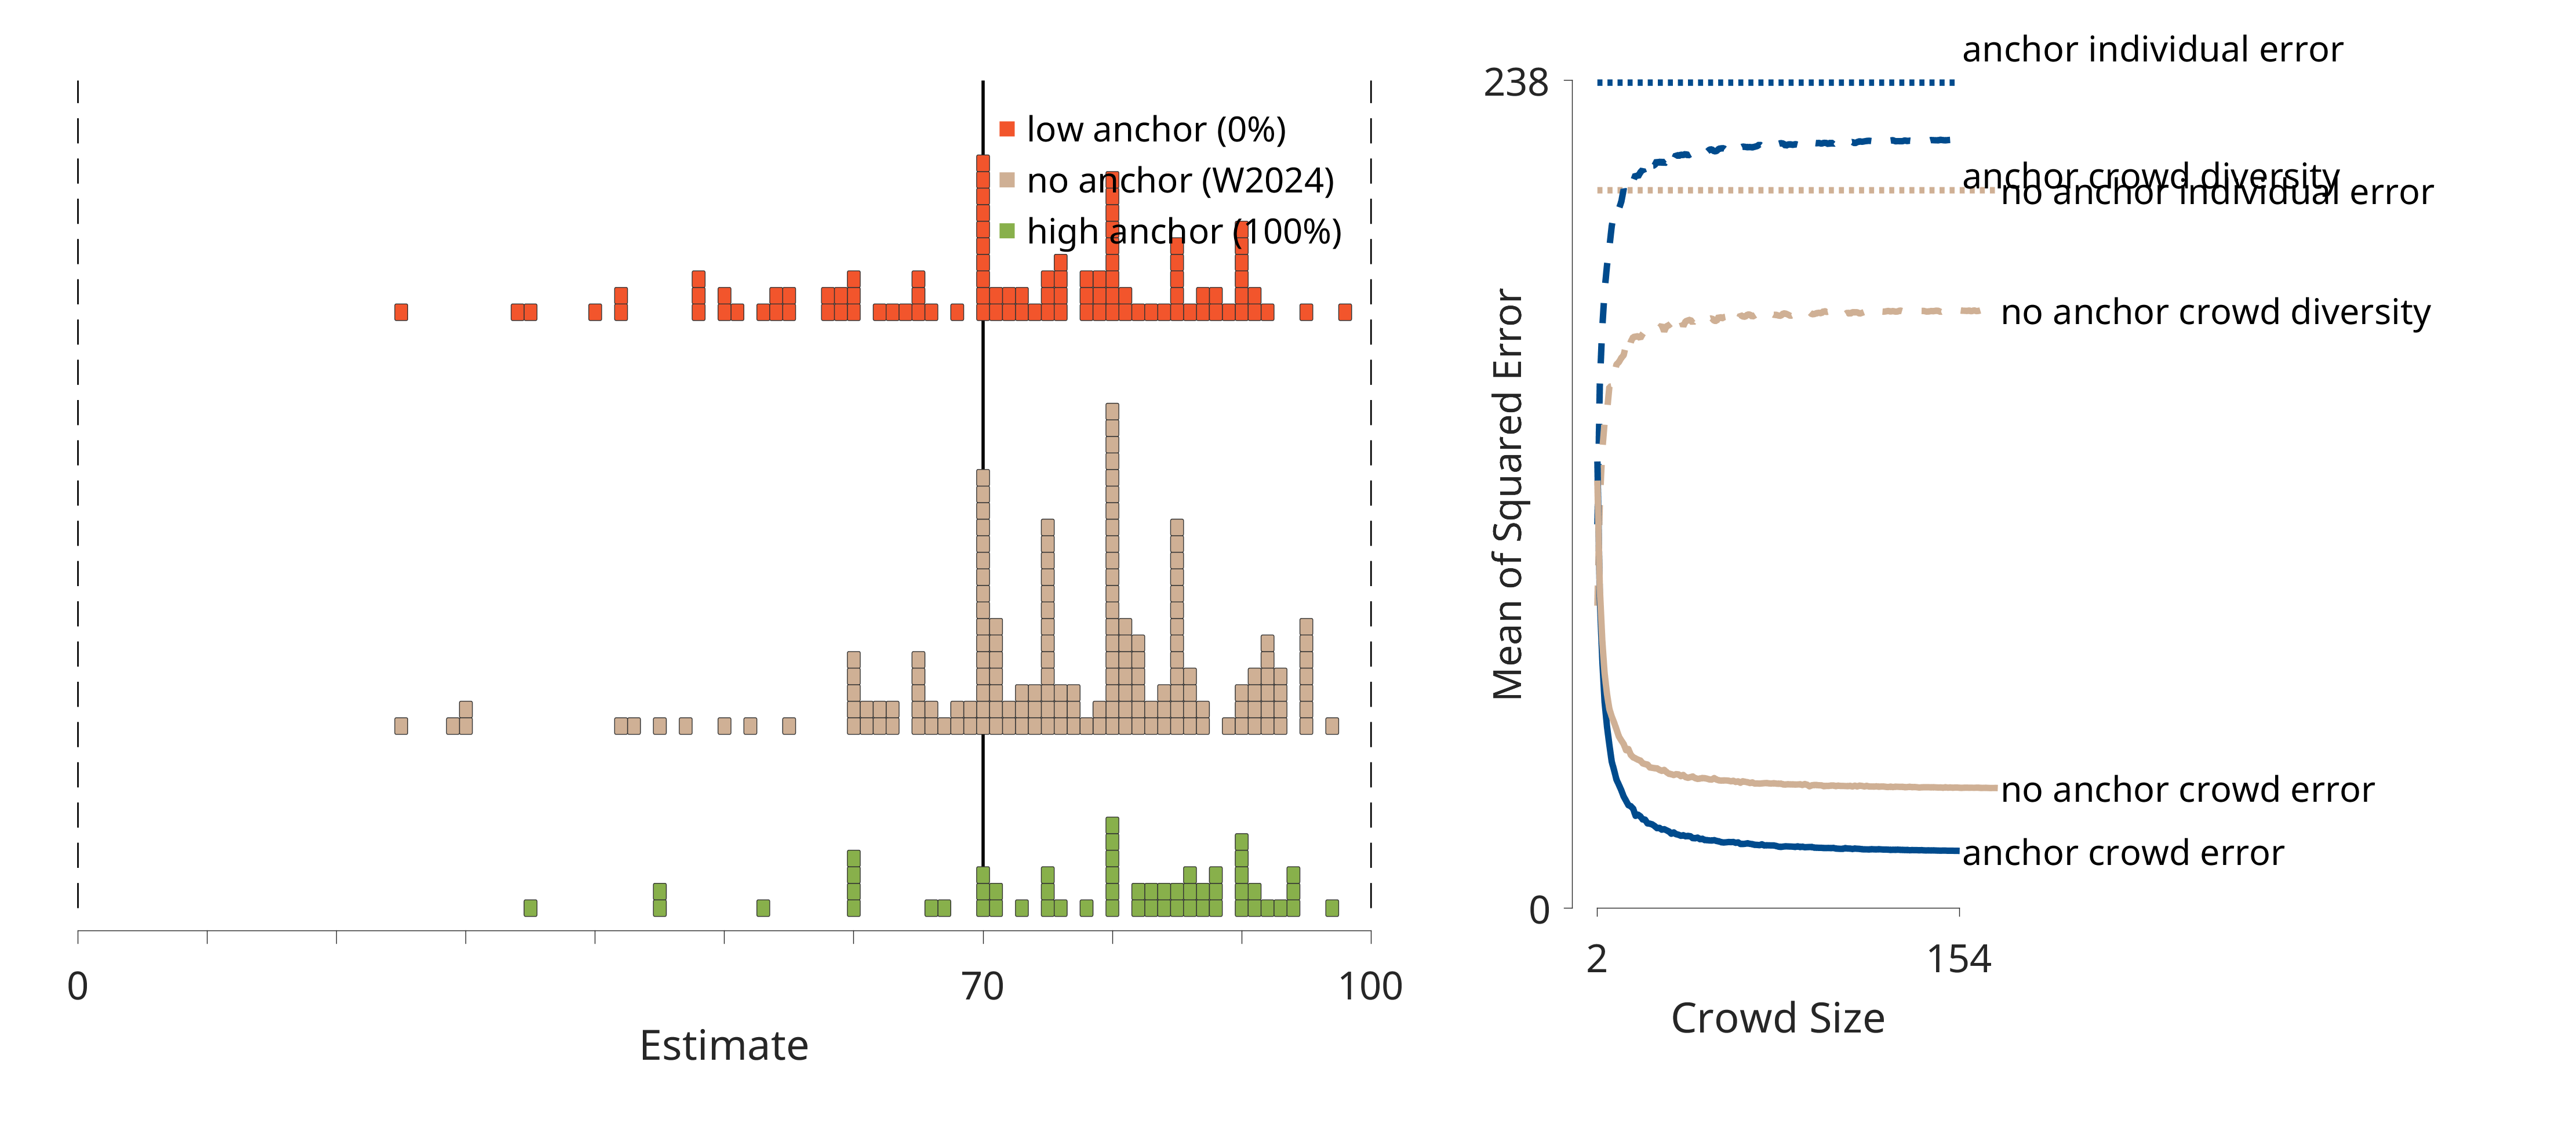 low anchor (0%)
no anchor (W2024)
high anchor (100%)
0
70
100
Estimate
238
0
Mean of Squared Error
2
154
Crowd Size
anchor individual error
anchor crowd diversity
no anchor individual error
no anchor crowd diversity
no anchor crowd error
anchor crowd error